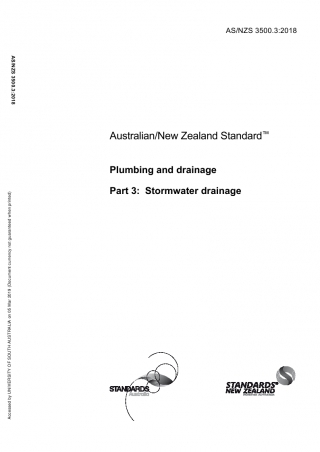 AS/NZS 3500.3:2018
AS/NZS 3500.3:2018
Australian/New Zealand Standard™
Plumbing and drainage
Part 3: Stormwater drainage
Accessed by UNIVERSITY OF SOUTH AUSTRALIA on 05 Mar 2019 (Document currency not guaranteed when printed)
STANDARDS
Australia
STANDARDS
NEW ZEALAND